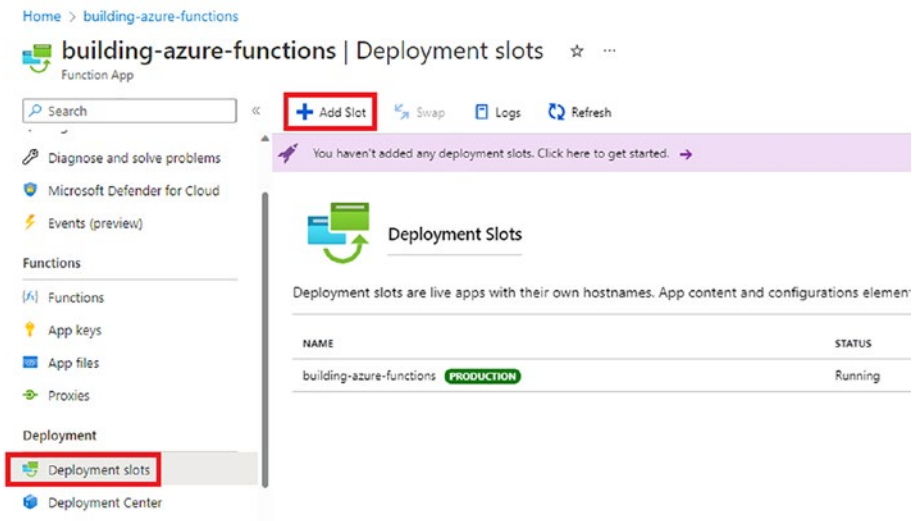 Home > building-azure-functions
building-azure-functions | Deployment slots ☆ ...
Function App
Search «
Diagnose and solve problems
Microsoft Defender for Cloud
Events (preview)
Functions
Functions
App keys
App files
Proxies
Deployment
Deployment slots
Deployment Center
Add Slot Swap Logs Refresh
You haven't added any deployment slots. Click here to get started. →
Deployment Slots
Deployment slots are live apps with their own hostnames. App content and configurations elemen
NAME STATUS
building-azure-functions PRODUCTION Running